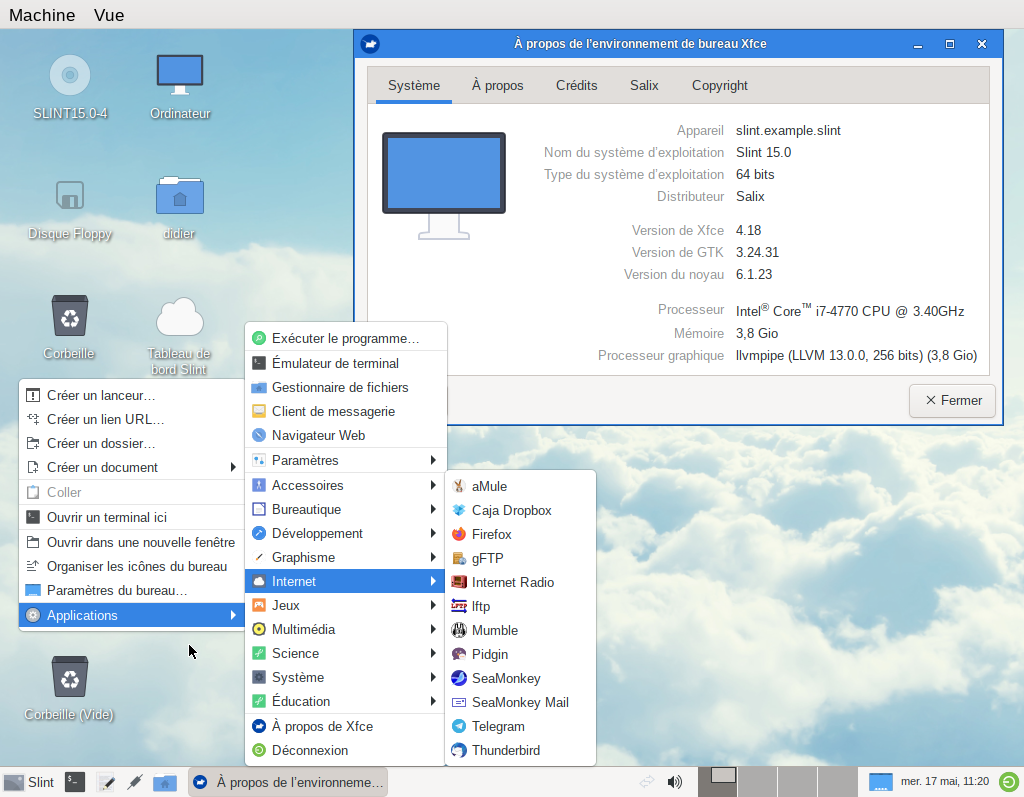 Machine Vue
À propos de l'environnement de bureau Xfce
Système À propos Crédits Salix Copyright
Appareil slint.example.slint
Nom du système d'exploitation Slint 15.0
Type du système d'exploitation 64 bits
Distributeur Salix
Version de Xfce 4.18
Version de GTK 3.24.31
Version du noyau 6.1.23
Processeur Intel® Core™ i7-4770 CPU @ 3.40GHz
Mémoire 3,8 Gio
Processeur graphique llvmpipe (LLVM 13.0.0, 256 bits) (3,8 Gio)
Fermer
SLINT15.0-4
Ordinateur
Disque Floppy
didier
Corbeille
Tableau de
bord Slint
Corbeille (Vide)
Créer un lanceur…
Créer un lien URL…
Créer un dossier…
Créer un document
Coller
Ouvrir un terminal ici
Ouvrir dans une nouvelle fenêtre
Organiser les icônes du bureau
Paramètres du bureau…
Applications
Exécuter le programme…
Émulateur de terminal
Gestionnaire de fichiers
Client de messagerie
Navigateur Web
Paramètres
Accessoires
Bureautique
Développement
Graphisme
Internet
Jeux
Multimédia
Science
Système
Éducation
À propos de Xfce
Déconnexion
aMule
Caja Dropbox
Firefox
gFTP
Internet Radio
LFTP lftp
Mumble
Pidgin
SeaMonkey
SeaMonkey Mail
Telegram
Thunderbird
Slint
À propos de l'environneme…
mer. 17 mai, 11:20